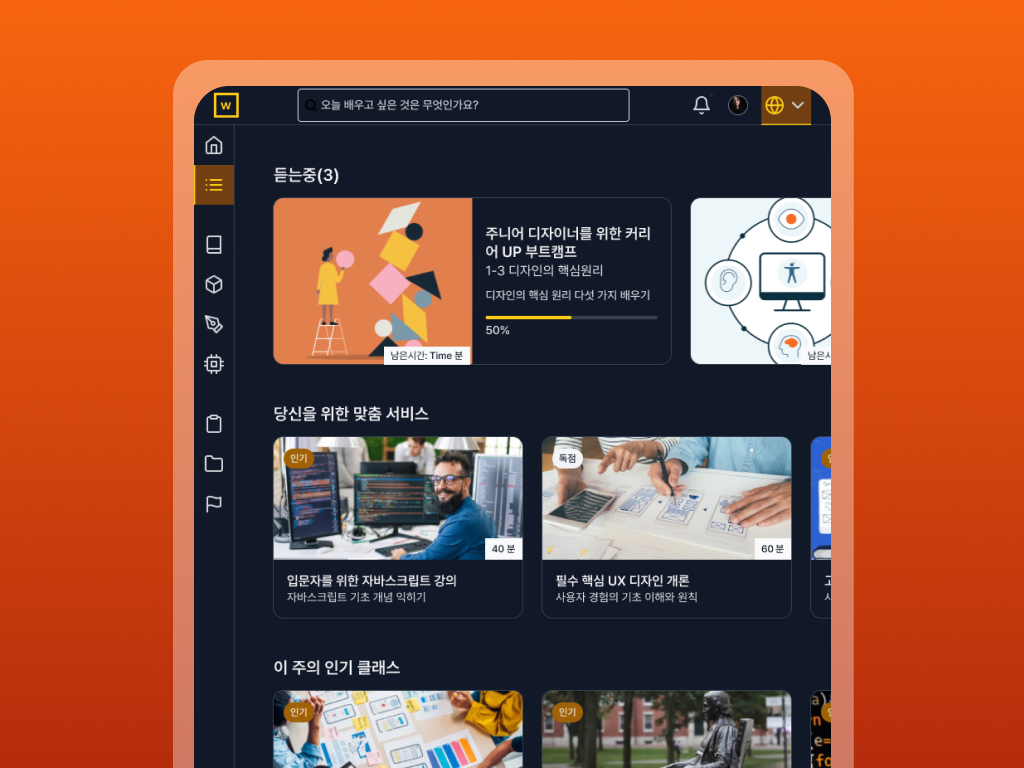 W
오늘 배우고 싶은 것은 무엇인가요?
듣는중(3)
주니어 디자이너를 위한 커리
어 UP 부트캠프
1-3 디자인의 핵심원리
디자인의 핵심 원리 다섯 가지 배우기
50%
남은시간: Time 분
당신을 위한 맞춤 서비스
인기
40 분
입문자를 위한 자바스크립트 강의
자바스크립트 기초 개념 익히기
독점
60 분
필수 핵심 UX 디자인 개론
사용자 경험의 기초 이해와 원칙
이 주의 인기 클래스
인기
인기